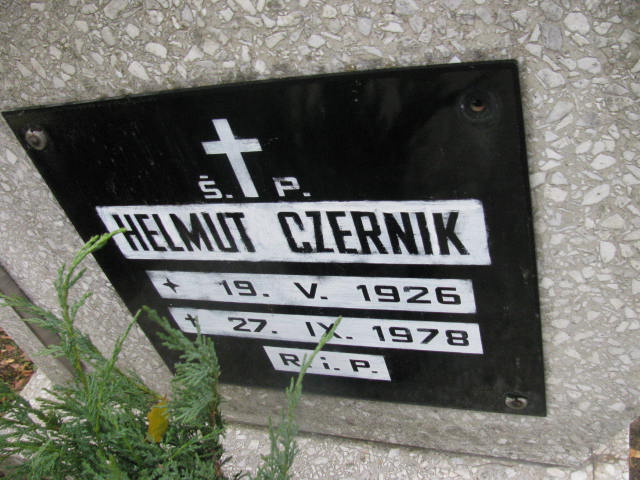 Ś. P.
HELMUT CZERNIK
19. V. 1926
27. IX. 1978
R. i. P.